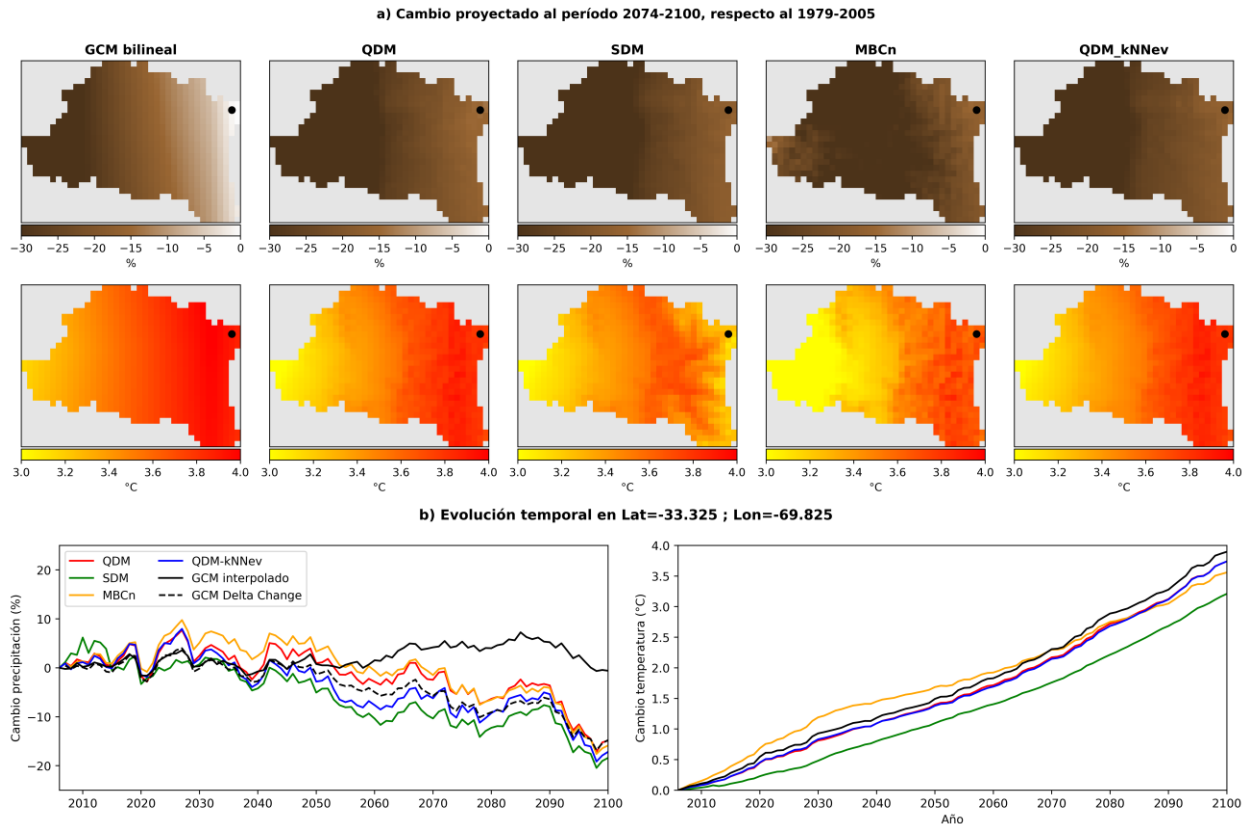 a) Cambio proyectado al período 2074-2100, respecto al 1979-2005
GCM bilineal QDM SDM MBCn QDM_kNNev
−30 −25 −20 −15 −10 −5 0 −30 −25 −20 −15 −10 −5 0 −30 −25 −20 −15 −10 −5 0 −30 −25 −20 −15 −10 −5 0 −30 −25 −20 −15 −10 −5 0
% % % % %
3.0 3.2 3.4 3.6 3.8 4.0 3.0 3.2 3.4 3.6 3.8 4.0 3.0 3.2 3.4 3.6 3.8 4.0 3.0 3.2 3.4 3.6 3.8 4.0 3.0 3.2 3.4 3.6 3.8 4.0
°C °C °C °C °C
b) Evolución temporal en Lat=-33.325 ; Lon=-69.825
Cambio precipitación (%)
20
10
0
−10
−20
QDM
SDM
MBCn
QDM-kNNev
GCM interpolado
GCM Delta Change
2010 2020 2030 2040 2050 2060 2070 2080 2090 2100
Cambio temperatura (°C)
4.0
3.5
3.0
2.5
2.0
1.5
1.0
0.5
0.0
2010 2020 2030 2040 2050 2060 2070 2080 2090 2100
Año